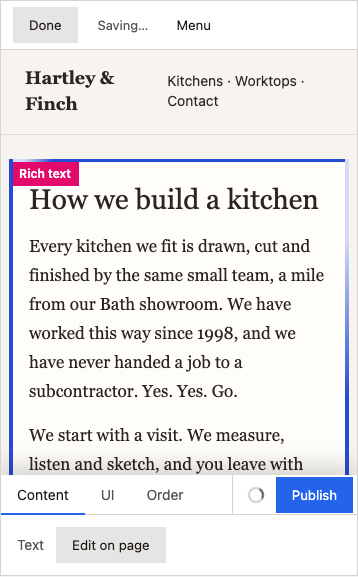 Done Saving... Menu
Hartley &
Finch
Kitchens · Worktops ·
Contact
Rich text
How we build a kitchen
Every kitchen we fit is drawn, cut and
finished by the same small team, a mile
from our Bath showroom. We have
worked this way since 1998, and we
have never handed a job to a
subcontractor. Yes. Yes. Go.
We start with a visit. We measure,
listen and sketch, and you leave with
Content UI Order Publish
Text Edit on page